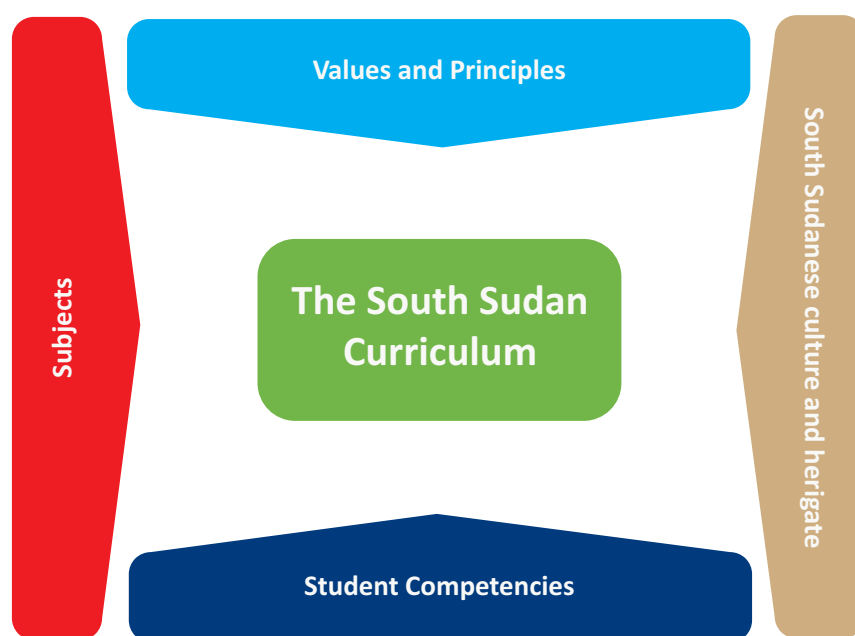 Values and Principles
Subjects
The South Sudan
Curriculum
South Sudanese culture and herigate
Student Competencies